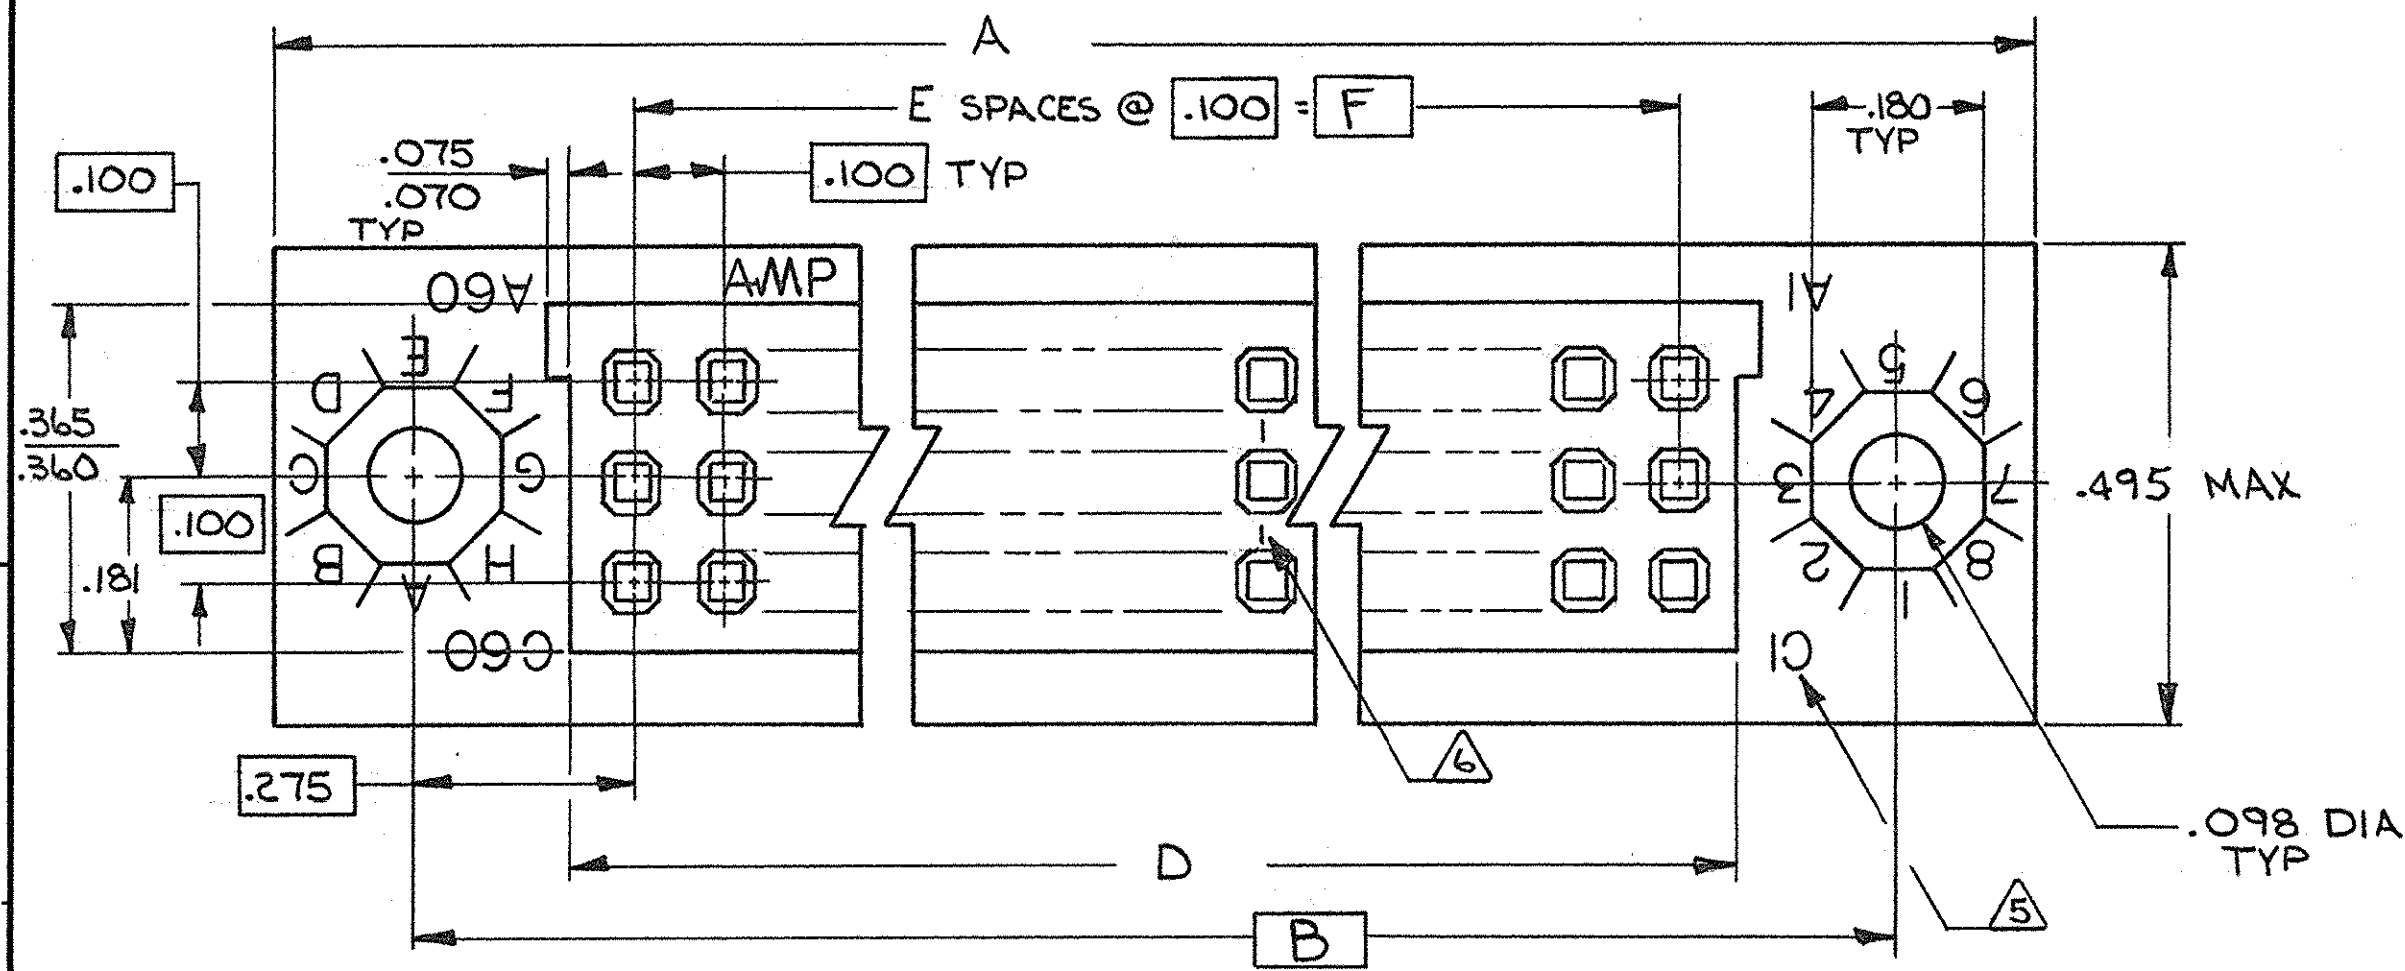 A
E SPACES @ .100 = F
.180
TYP
.075
.070
TYP
.100 TYP
.100
A60
AMP
A1
E
D
F
C
G
B
H
A
5
4
6
3
7
2
8
1
.365
.360
.100
.181
.495 MAX
C60
C1
6
.275
.098 DIA
TYP
D
5
B